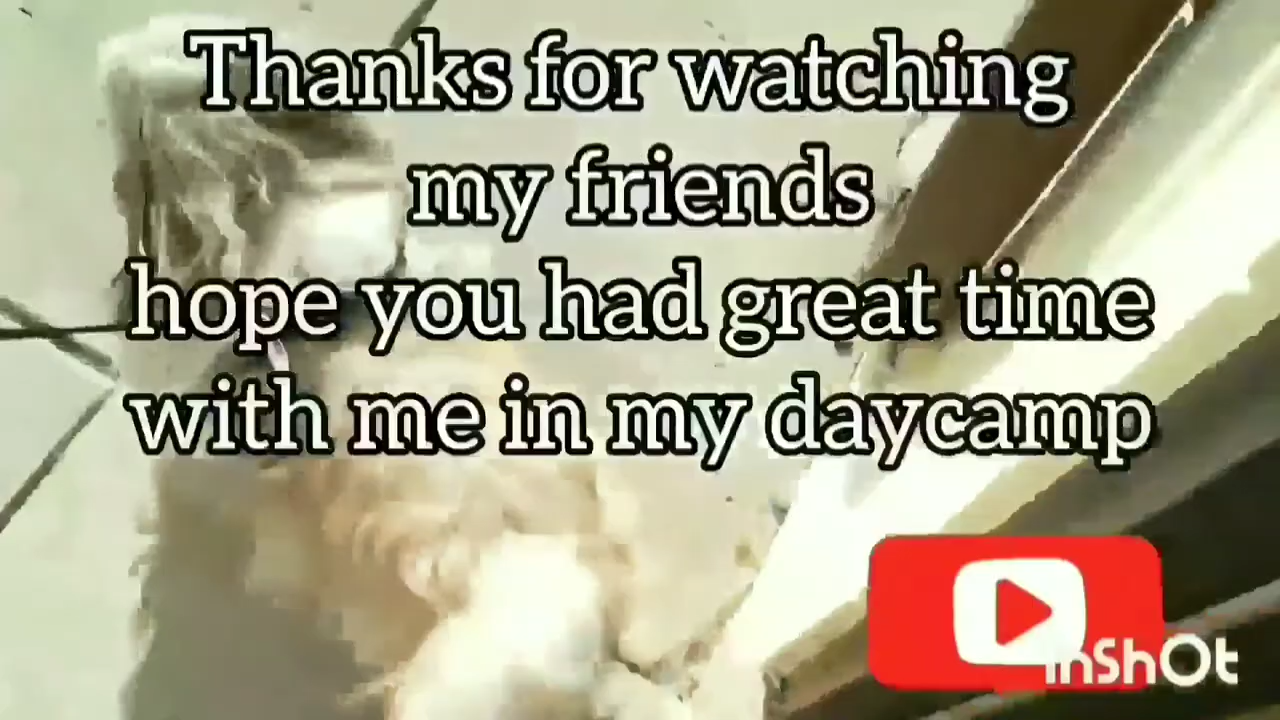 Thanks for watching
my friends
hope you had great time
with me in my daycamp
InShOt